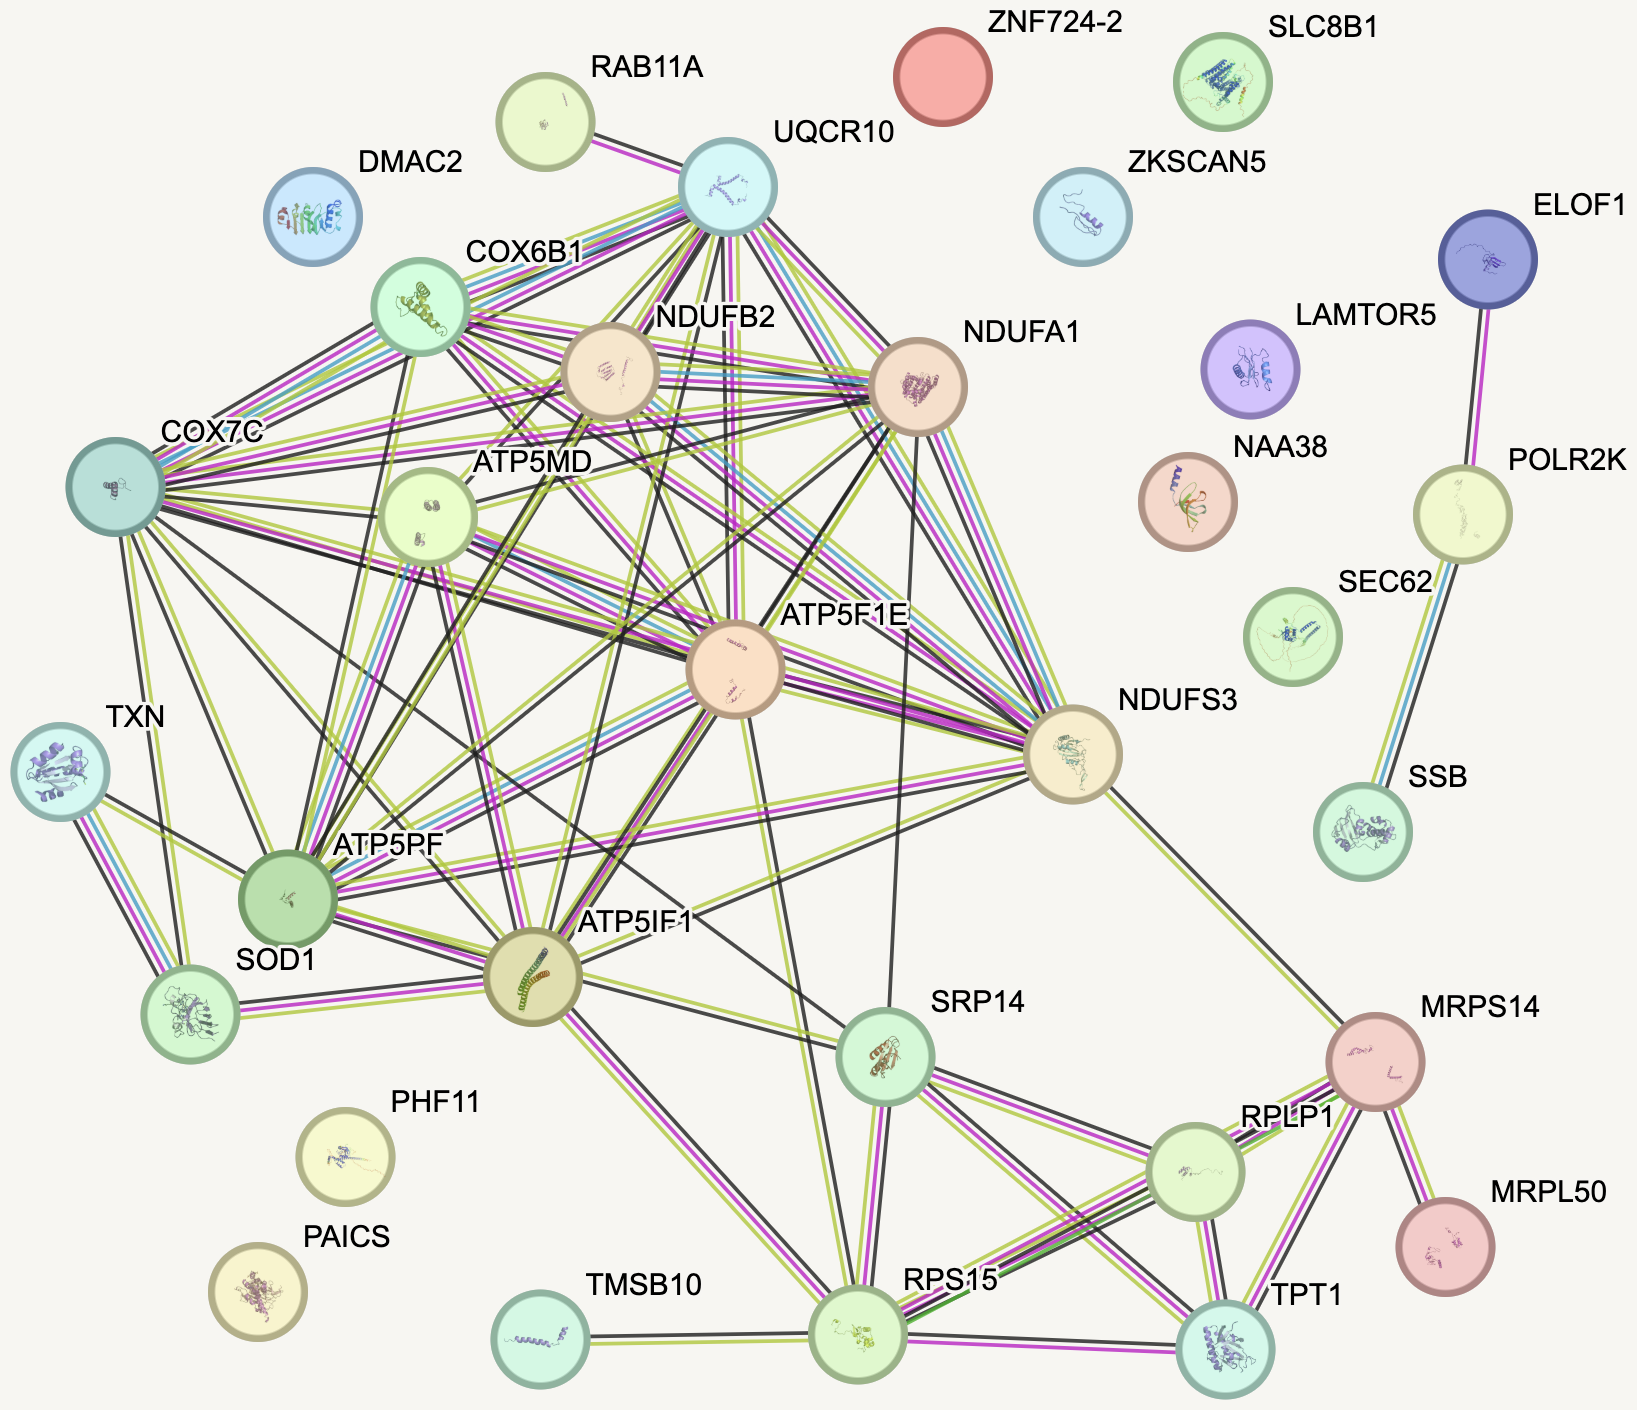 ZNF724-2
SLC8B1
RAB11A
UQCR10
DMAC2
ZKSCAN5
ELOF1
COX6B1
NDUFB2
LAMTOR5
NDUFA1
COX7C
NAA38
ATP5MD
POLR2K
SEC62
ATP5F1E
NDUFS3
TXN
SSB
ATP5PF
ATP5IF1
SOD1
SRP14
MRPS14
PHF11
RPLP1
MRPL50
PAICS
RPS15
TMSB10
TPT1